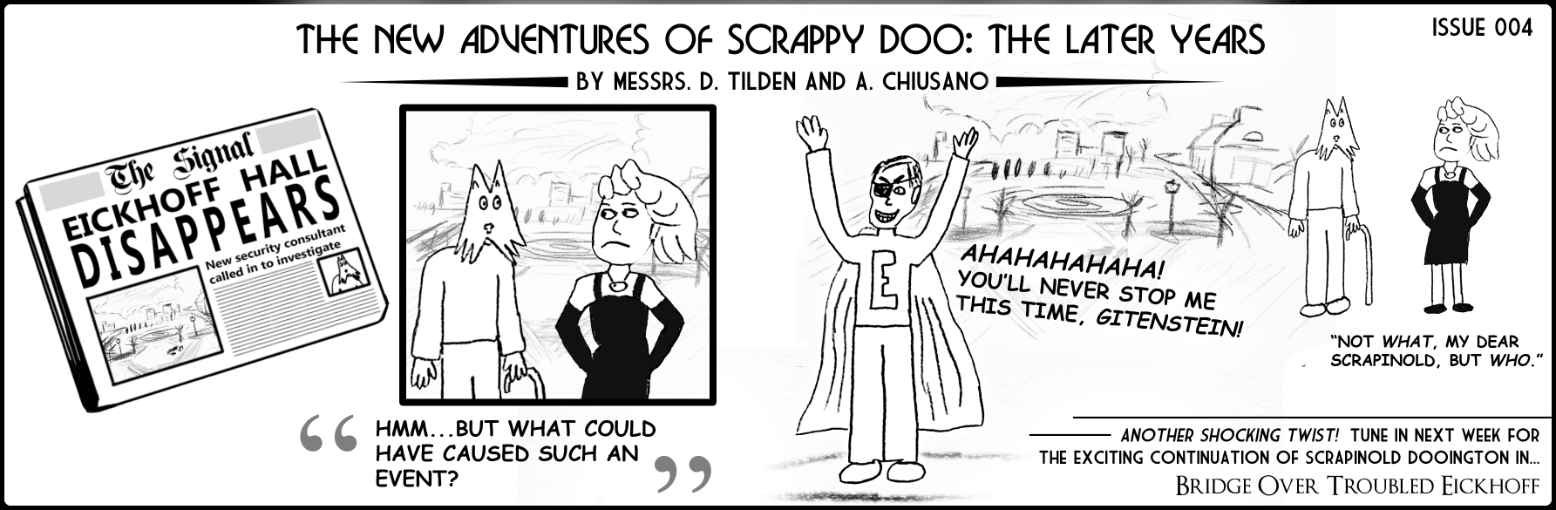 THE NEW ADVENTURES OF SCRAPPY DOO: THE LATER YEARS
ISSUE 004
BY MESSRS. D. TILDEN AND A. CHIUSANO
The Signal
EICKHOFF HALL
DISAPPEARS
New security consultant
called in to investigate
“HMM...BUT WHAT COULD
HAVE CAUSED SUCH AN
EVENT?”
E
AHAHAHAHAHA!
YOU'LL NEVER STOP ME
THIS TIME, GITENSTEIN!
“NOT WHAT, MY DEAR
SCRAPINOLD, BUT WHO.”
ANOTHER SHOCKING TWIST! TUNE IN NEXT WEEK FOR
THE EXCITING CONTINUATION OF SCRAPINOLD DOOINGTON IN...
BRIDGE OVER TROUBLED EICKHOFF